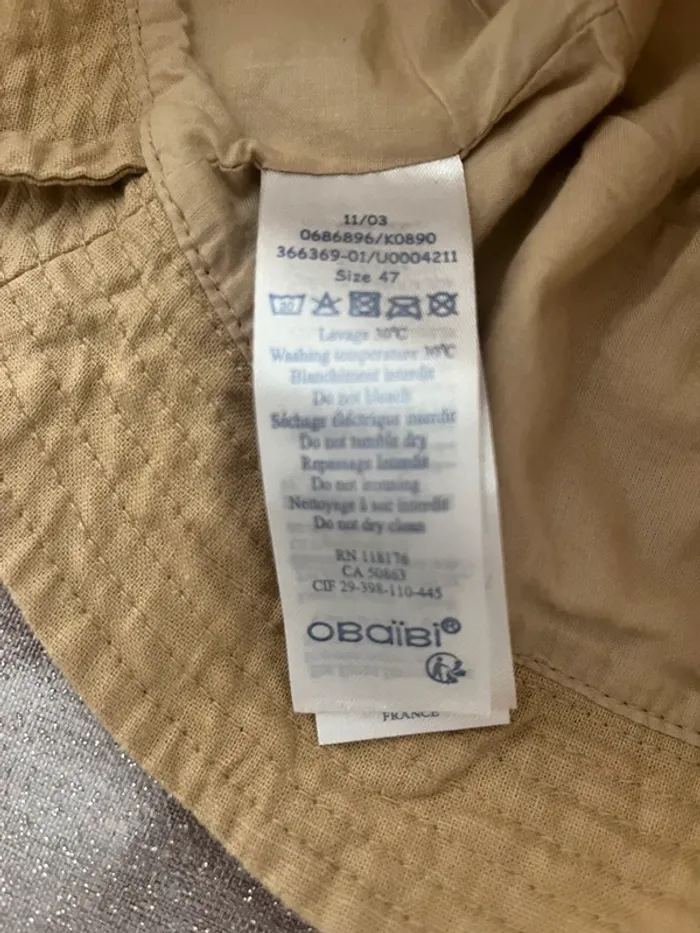 11/03
0686896/K0890
366369-01/U0004211
Size 47
30
Lavage 30°C
Washing temperature 30°C
Blanchiment interdit
Do not bleach
Séchage éléctrique interdit
Do not tumble dry
Repassage Interdit
Do not ironing
Nettoyage à sec interdit
Do not dry clean
RN 118176
CA 50863
CIF 29-398-110-445
OBaïBi®
FRANCE